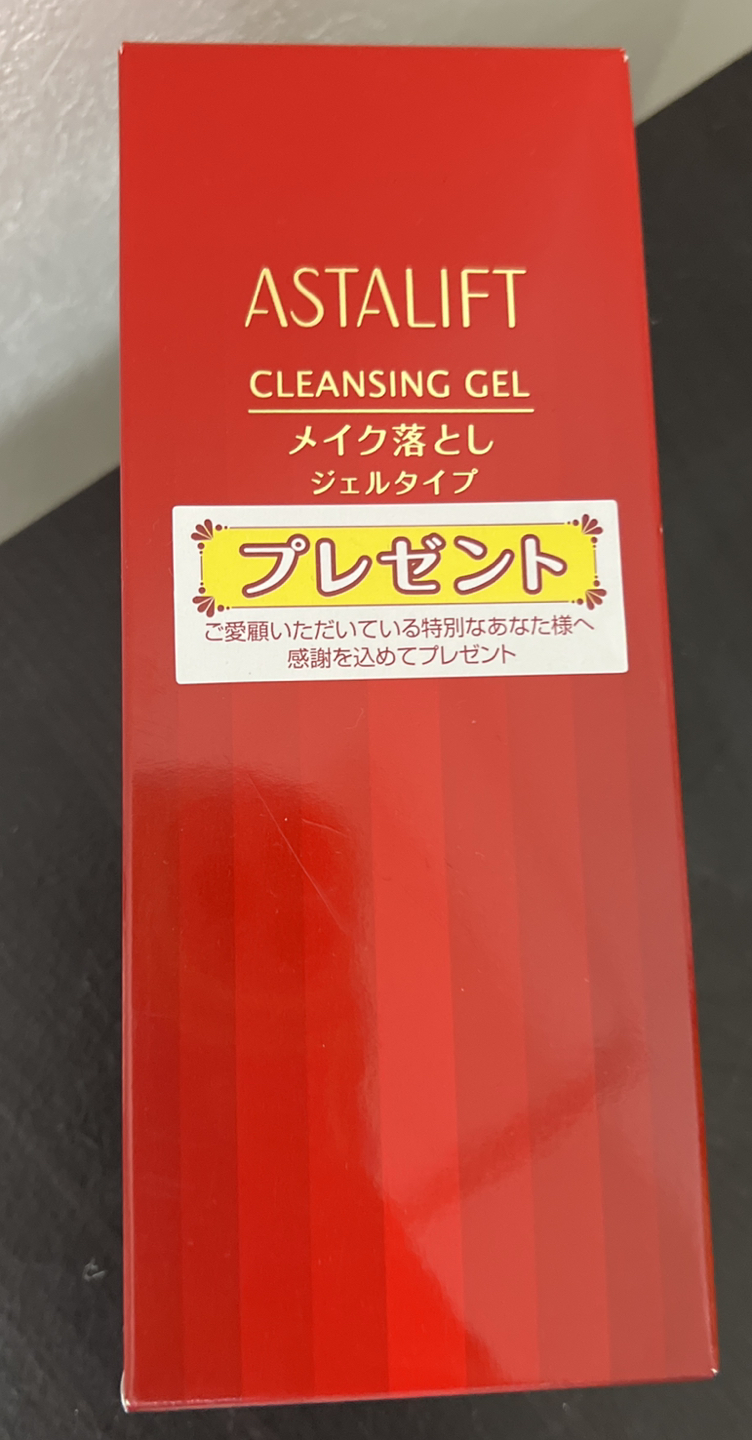 ASTALIFT
CLEANSING GEL
メイク落とし
ジェルタイプ
プレゼント
ご愛顧いただいている特別なあなた様へ
感謝を込めてプレゼント